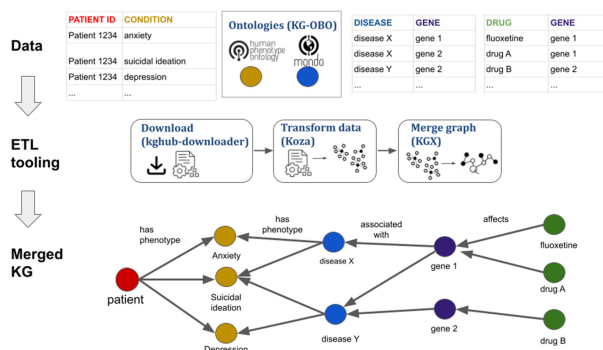 Data
PATIENT ID CONDITION
Patient 1234 anxiety
Patient 1234 suicidal ideation
Patient 1234 depression
... ...
Ontologies (KG-OBO)
human
phenotype
ontology
mondo
DISEASE GENE
disease X gene 1
disease X gene 2
disease Y gene 2
... ...
DRUG GENE
fluoxetine gene 1
drug A gene 1
drug B gene 2
... ...
ETL
tooling
Download
(kghub-downloader)
Transform data
(Koza)
Merge graph
(KGX)
Merged
KG
has
phenotype
has
phenotype
associated
with
affects
patient
Anxiety
Suicidal
ideation
Depression
disease X
disease Y
gene 1
gene 2
fluoxetine
drug A
drug B